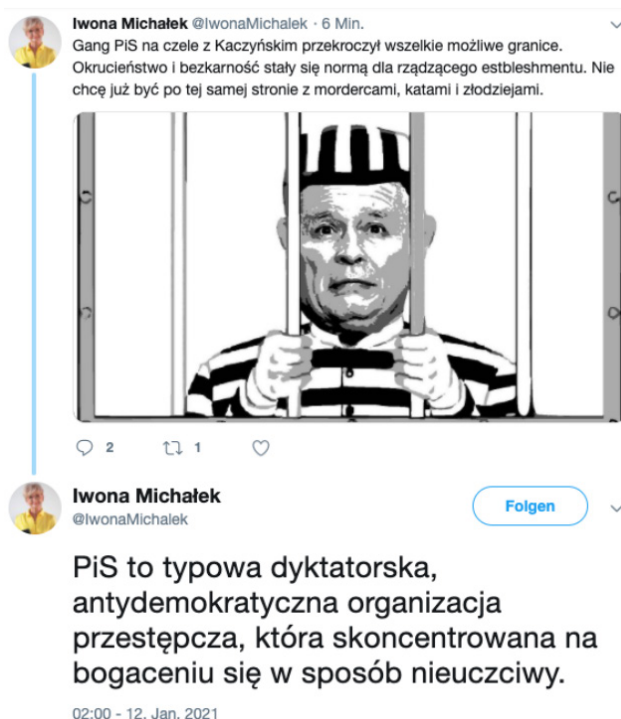 Iwona Michałek @IwonaMichalek · 6 Min.
Gang PiS na czele z Kaczyńskim przekroczył wszelkie możliwe granice.
Okrucieństwo i bezkarność stały się normą dla rządzącego estbleshmentu. Nie
chcę już być po tej samej stronie z mordercami, katami i złodziejami.
2 1
Iwona Michałek
@IwonaMichalek
Folgen
PiS to typowa dyktatorska,
antydemokratyczna organizacja
przestępcza, która skoncentrowana na
bogaceniu się w sposób nieuczciwy.
02:00 - 12. Jan. 2021